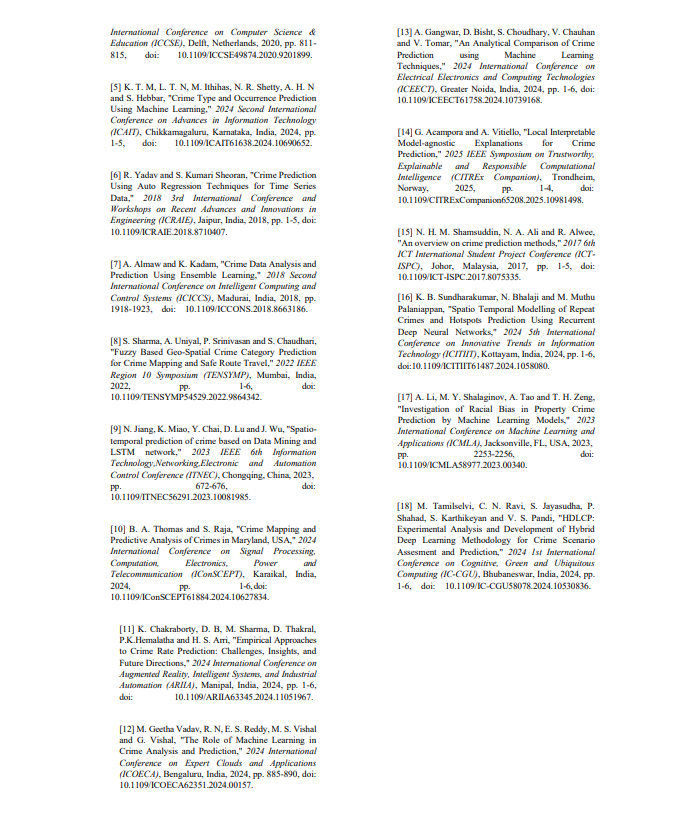 International Conference on Computer Science &
Education (ICCSE), Delft, Netherlands, 2020, pp. 811-
815, doi: 10.1109/ICCSE49874.2020.9201899.
[5] K. T. M, L. T. N, M. Ithihas, N. R. Shetty, A. H. N
and S. Hebbar, "Crime Type and Occurrence Prediction
Using Machine Learning," 2024 Second International
Conference on Advances in Information Technology
(ICAIT), Chikkamagaluru, Karnataka, India, 2024, pp.
1-5, doi: 10.1109/ICAIT61638.2024.10690652.
[6] R. Yadav and S. Kumari Sheoran, "Crime Prediction
Using Auto Regression Techniques for Time Series
Data," 2018 3rd International Conference and
Workshops on Recent Advances and Innovations in
Engineering (ICRAIE), Jaipur, India, 2018, pp. 1-5, doi:
10.1109/ICRAIE.2018.8710407.
[7] A. Almaw and K. Kadam, "Crime Data Analysis and
Prediction Using Ensemble Learning," 2018 Second
International Conference on Intelligent Computing and
Control Systems (ICICCS), Madurai, India, 2018, pp.
1918-1923, doi: 10.1109/ICCONS.2018.8663186.
[8] S. Sharma, A. Uniyal, P. Srinivasan and S. Chaudhari,
"Fuzzy Based Geo-Spatial Crime Category Prediction
for Crime Mapping and Safe Route Travel," 2022 IEEE
Region 10 Symposium (TENSYMP), Mumbai, India,
2022, pp. 1-6, doi:
10.1109/TENSYMP54529.2022.9864342.
[9] N. Jiang, K. Miao, Y. Chai, D. Lu and J. Wu, "Spatio-
temporal prediction of crime based on Data Mining and
LSTM network," 2023 IEEE 6th Information
Technology,Networking,Electronic and Automation
Control Conference (ITNEC), Chongqing, China, 2023,
pp. 672-676, doi:
10.1109/ITNEC56291.2023.10081985.
[10] B. A. Thomas and S. Raja, "Crime Mapping and
Predictive Analysis of Crimes in Maryland, USA," 2024
International Conference on Signal Processing,
Computation, Electronics, Power and
Telecommunication (IConSCEPT), Karaikal, India,
2024, pp. 1-6, doi:
10.1109/IConSCEPT61884.2024.10627834.
[11] K. Chakraborty, D. B, M. Sharma, D. Thakral,
P.K.Hemalatha and H. S. Arri, "Empirical Approaches
to Crime Rate Prediction: Challenges, Insights, and
Future Directions," 2024 International Conference on
Augmented Reality, Intelligent Systems, and Industrial
Automation (ARIIA), Manipal, India, 2024, pp. 1-6,
doi: 10.1109/ARIIA63345.2024.11051967.
[12] M. Geetha Vadav, R. N, E. S. Reddy, M. S. Vishal
and G. Vishal, "The Role of Machine Learning in
Crime Analysis and Prediction," 2024 International
Conference on Expert Clouds and Applications
(ICOECA), Bengaluru, India, 2024, pp. 885-890, doi:
10.1109/ICOECA62351.2024.00157.
[13] A. Gangwar, D. Bisht, S. Choudhary, V. Chauhan
and V. Tomar, "An Analytical Comparison of Crime
Prediction using Machine Learning
Techniques," 2024 International Conference on
Electrical Electronics and Computing Technologies
(ICEECT), Greater Noida, India, 2024, pp. 1-6, doi:
10.1109/ICEECT61758.2024.10739168.
[14] G. Acampora and A. Vitiello, "Local Interpretable
Model-agnostic Explanations for Crime
Prediction," 2025 IEEE Symposium on Trustworthy,
Explainable and Responsible Computational
Intelligence (CITREx Companion), Trondheim,
Norway, 2025, pp. 1-4, doi:
10.1109/CITRExCompanion65208.2025.10981498.
[15] N. H. M. Shamsuddin, N. A. Ali and R. Alwee,
"An overview on crime prediction methods," 2017 6th
ICT International Student Project Conference (ICT-
ISPC), Johor, Malaysia, 2017, pp. 1-5, doi:
10.1109/ICT-ISPC.2017.8075335.
[16] K. B. Sundharakumar, N. Bhalaji and M. Muthu
Palaniappan, "Spatio Temporal Modelling of Repeat
Crimes and Hotspots Prediction Using Recurrent
Deep Neural Networks," 2024 5th International
Conference on Innovative Trends in Information
Technology (ICITIIT), Kottayam, India, 2024, pp. 1-6,
doi:10.1109/ICITIIT61487.2024.1058080.
[17] A. Li, M. Y. Shalaginov, A. Tao and T. H. Zeng,
"Investigation of Racial Bias in Property Crime
Prediction by Machine Learning Models," 2023
International Conference on Machine Learning and
Applications (ICMLA), Jacksonville, FL, USA, 2023,
pp. 2253-2256, doi:
10.1109/ICMLA58977.2023.00340.
[18] M. Tamilselvi, C. N. Ravi, S. Jayasudha, P.
Shahad, S. Karthikeyan and V. S. Pandi, "HDLCP:
Experimental Analysis and Development of Hybrid
Deep Learning Methodology for Crime Scenario
Assesment and Prediction," 2024 1st International
Conference on Cognitive, Green and Ubiquitous
Computing (IC-CGU), Bhubaneswar, India, 2024, pp.
1-6, doi: 10.1109/IC-CGU58078.2024.10530836.